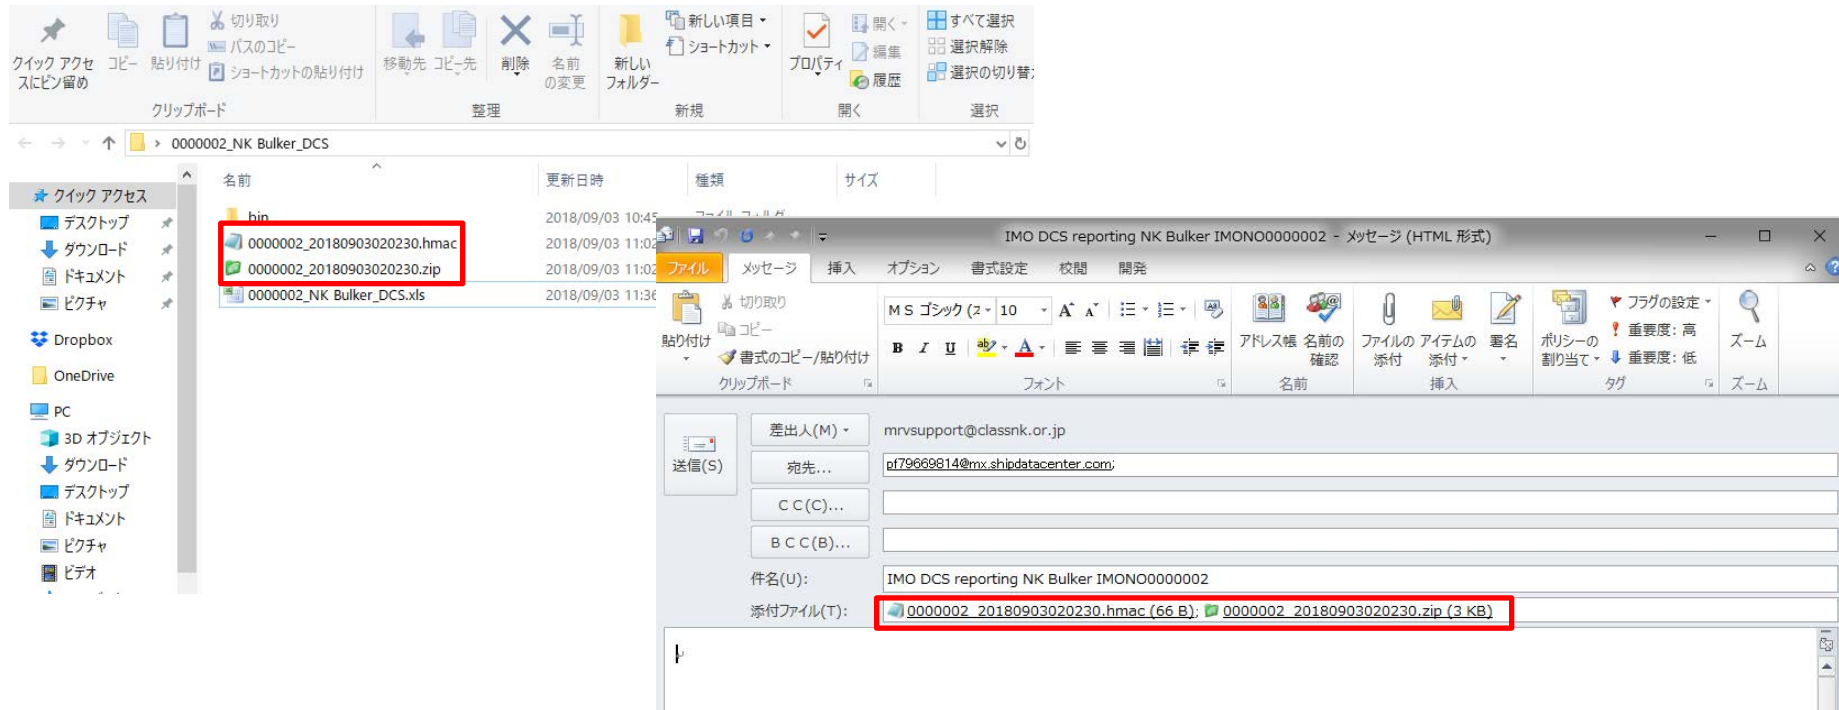 クイック アクセ
スにピン留め
コピー
貼り付け
切り取り
パスのコピー
ショートカットの貼り付け
クリップボード
移動先
コピー先
削除
名前
の変更
整理
新しい
フォルダー
新しい項目
ショートカット
新規
プロパティ
開く
編集
履歴
開く
すべて選択
選択解除
選択の切り替え
選択
0000002_NK Bulker_DCS
名前
更新日時
種類
サイズ
クイック アクセス
デスクトップ
ダウンロード
ドキュメント
ピクチャ
Dropbox
OneDrive
PC
3D オブジェクト
ダウンロード
デスクトップ
ドキュメント
ピクチャ
ビデオ
bin 2018/09/03 10:45 ファイル フォルダ
0000002_20180903020230.hmac 2018/09/03 11:02
0000002_20180903020230.zip 2018/09/03 11:02
0000002_NK Bulker_DCS.xls 2018/09/03 11:36
IMO DCS reporting NK Bulker IMONO0000002 - メッセージ (HTML 形式)
ファイル メッセージ 挿入 オプション 書式設定 校閲 開発
貼り付け
切り取り
コピー
書式のコピー/貼り付け
クリップボード
ＭＳ ゴシック (ス 10
B I U
フォント
アドレス帳
名前の
確認
名前
ファイルの
添付
アイテムの
添付
署名
挿入
ポリシーの
割り当て
フラグの設定
重要度: 高
重要度: 低
タグ
ズーム
ズーム
送信(S)
差出人(M) mrvsupport@classnk.or.jp
宛先... pf79669814@mx.shipdatacenter.com;
ＣＣ(C)...
ＢＣＣ(B)...
件名(U): IMO DCS reporting NK Bulker IMONO0000002
添付ファイル(T): 0000002_20180903020230.hmac (66 B); 0000002_20180903020230.zip (3 KB)